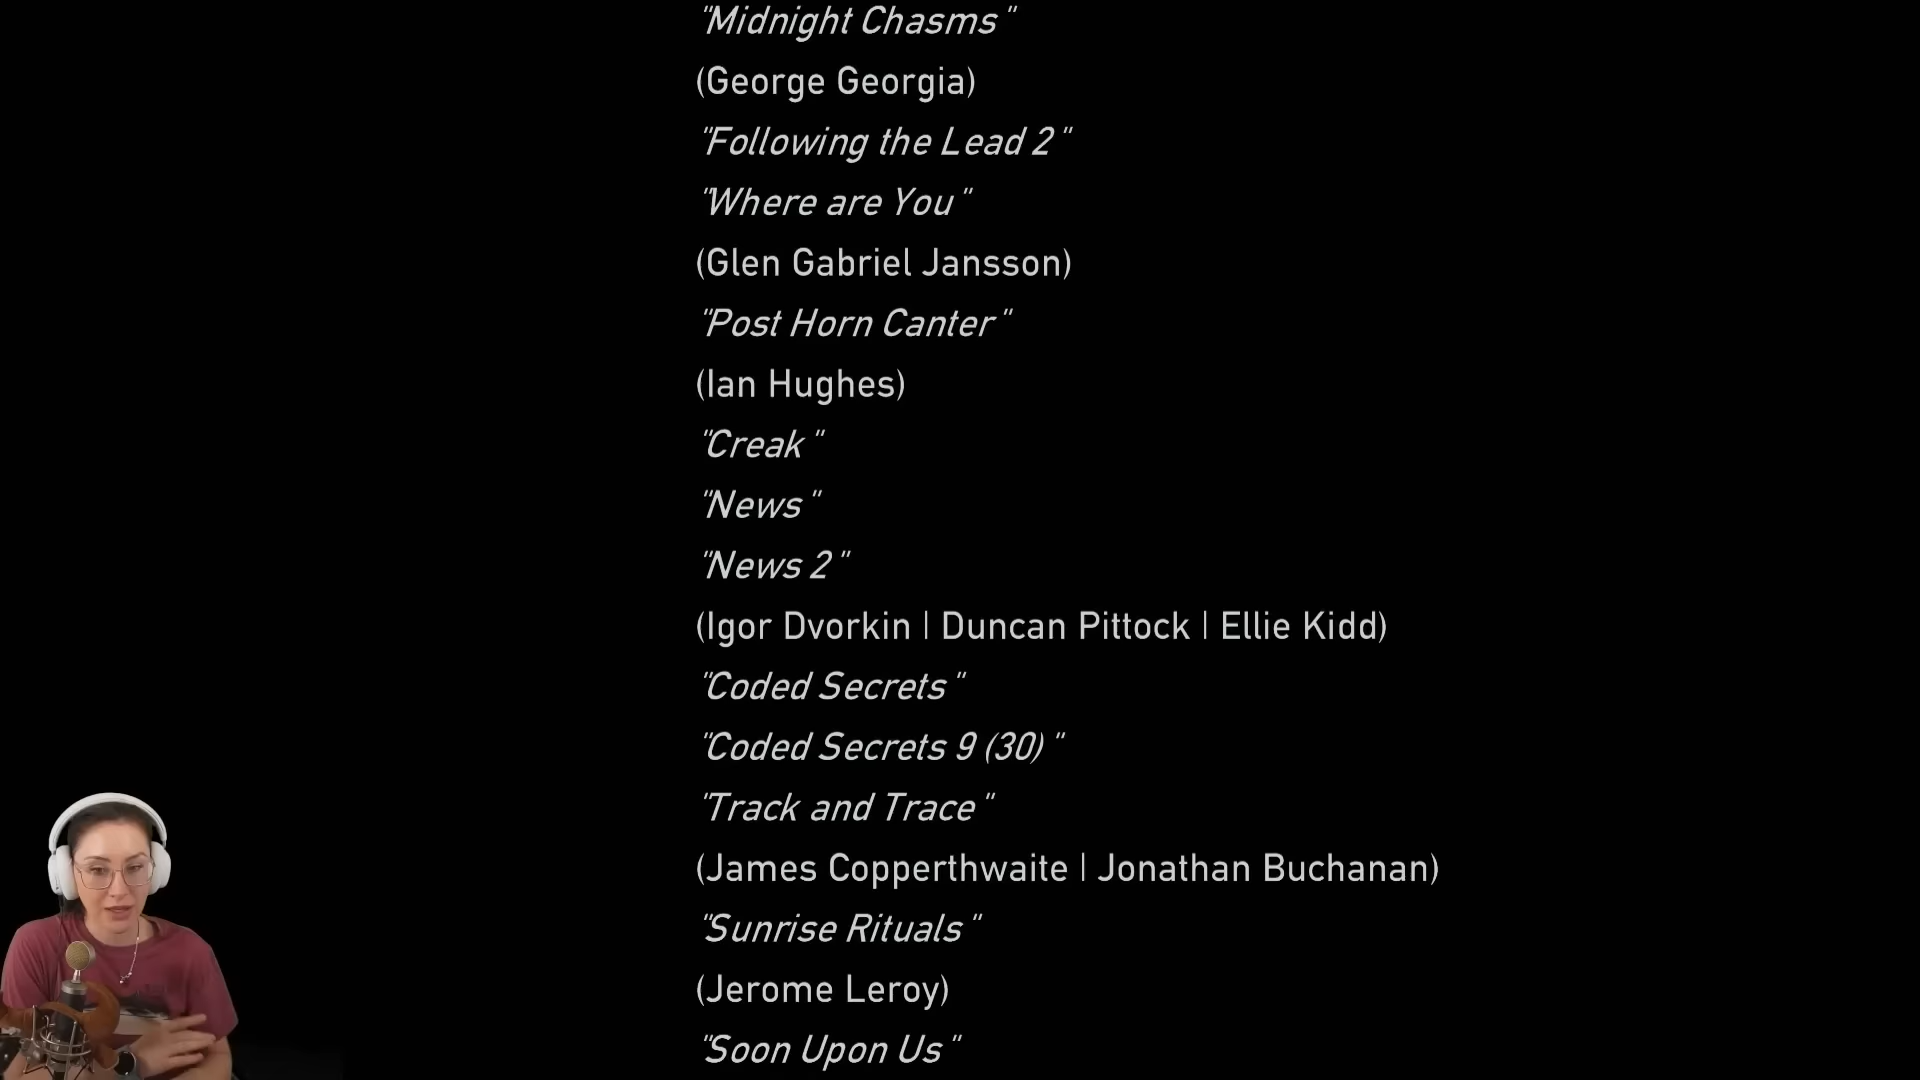 "Midnight Chasms"
(George Georgia)
"Following the Lead 2"
"Where are You"
(Glen Gabriel Jansson)
"Post Horn Canter"
(Ian Hughes)
"Creak"
"News"
"News 2"
(Igor Dvorkin | Duncan Pittock | Ellie Kidd)
"Coded Secrets"
"Coded Secrets 9 (30)"
"Track and Trace"
(James Copperthwaite | Jonathan Buchanan)
"Sunrise Rituals"
(Jerome Leroy)
"Soon Upon Us"